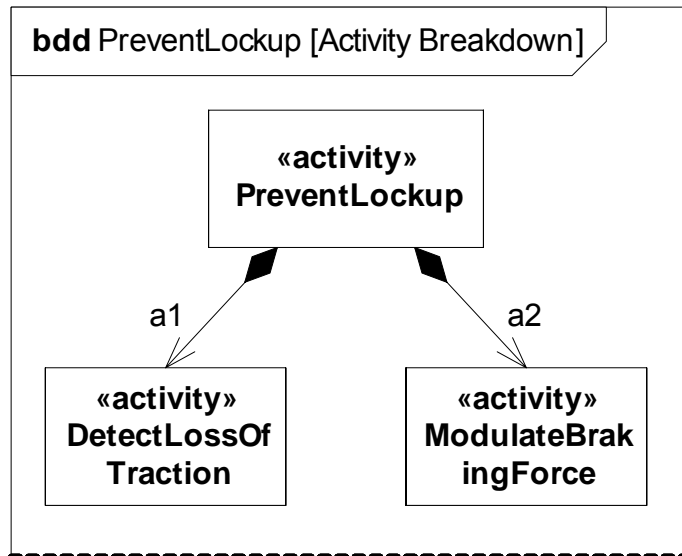 bdd PreventLockup [Activity Breakdown]
«activity»
PreventLockup
a1
a2
«activity»
DetectLossOf
Traction
«activity»
ModulateBrak
ingForce